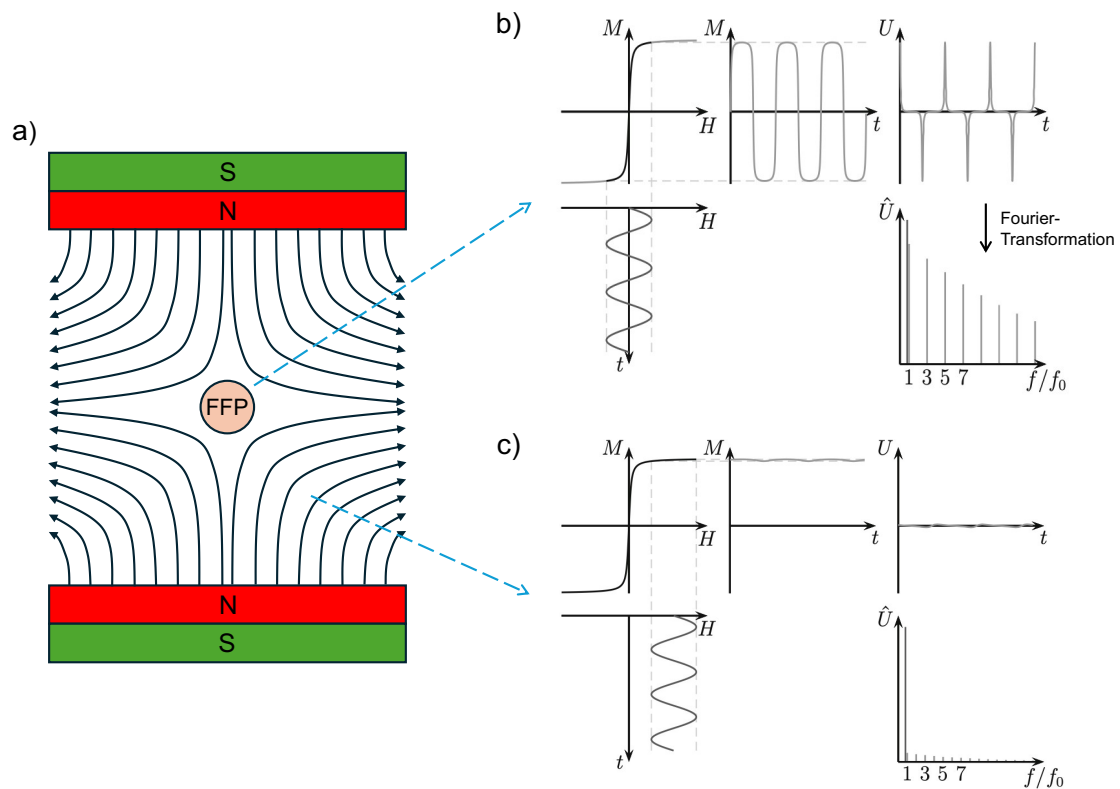 a)
S
N
FFP
N
S
b)
M
H
M
t
U
t
H
t
Û
Fourier-
Transformation
1 3 5 7
f/f₀
c)
M
H
M
t
U
t
H
t
Û
1 3 5 7
f/f₀